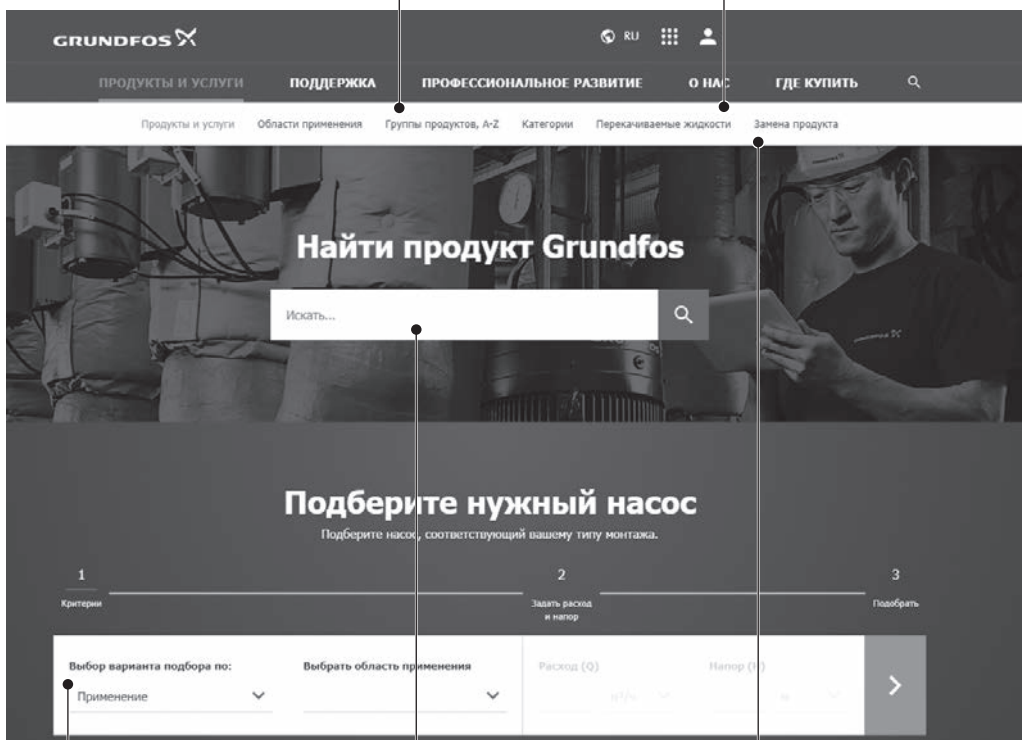 GRUNDFOS
RU
ПРОДУКТЫ И УСЛУГИ ПОДДЕРЖКА ПРОФЕССИОНАЛЬНОЕ РАЗВИТИЕ О НАС ГДЕ КУПИТЬ
Продукты и услуги Области применения Группы продуктов, A-Z Категории Перекачиваемые жидкости Замена продукта
Найти продукт Grundfos
Искать...
Подберите нужный насос
Подберите насос, соответствующий вашему типу монтажа.
1 2 3
Критерии Задать расход Подобрать
и напор
Выбор варианта подбора по: Выбрать область применения Расход (Q) Напор (H)
Применение м³/ч м